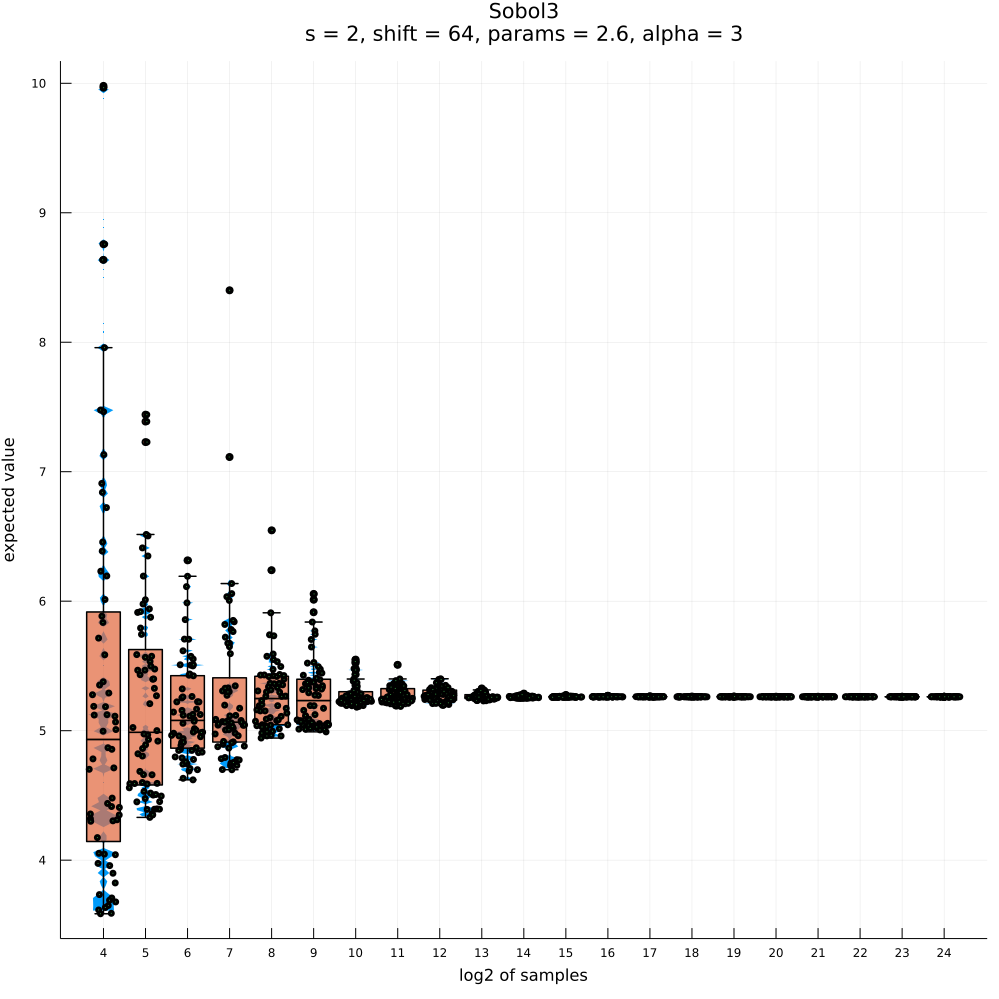 Sobol3
s = 2, shift = 64, params = 2.6, alpha = 3
10
9
8
7
6
5
4
expected value
4 5 6 7 8 9 10 11 12 13 14 15 16 17 18 19 20 21 22 23 24
log2 of samples